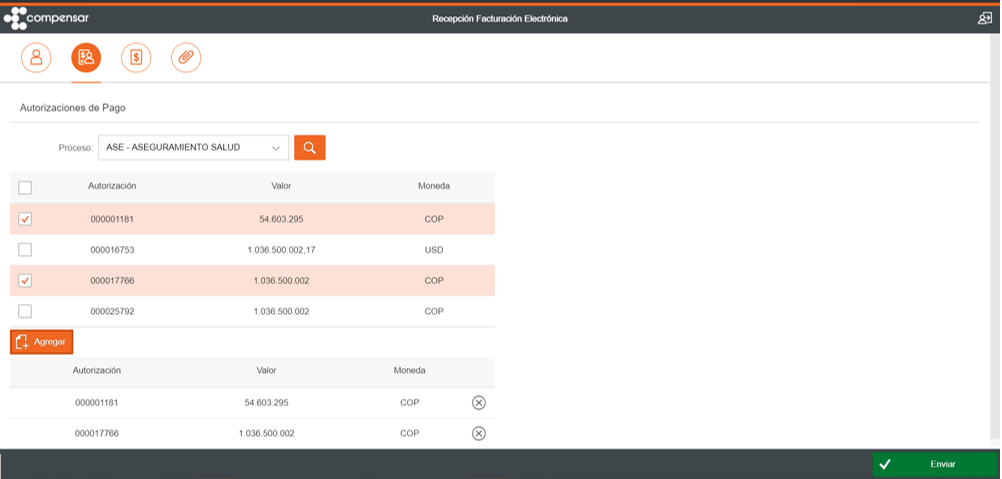 compensar
Recepción Facturación Electrónica
Autorizaciones de Pago
Proceso: ASE - ASEGURAMIENTO SALUD
Autorización Valor Moneda
000001181 54.603.295 COP
000016753 1.036.500.002,17 USD
000017766 1.036.500.002 COP
000025792 1.036.500.002 COP
Agregar
Autorización Valor Moneda
000001181 54.603.295 COP
000017766 1.036.500.002 COP
Enviar